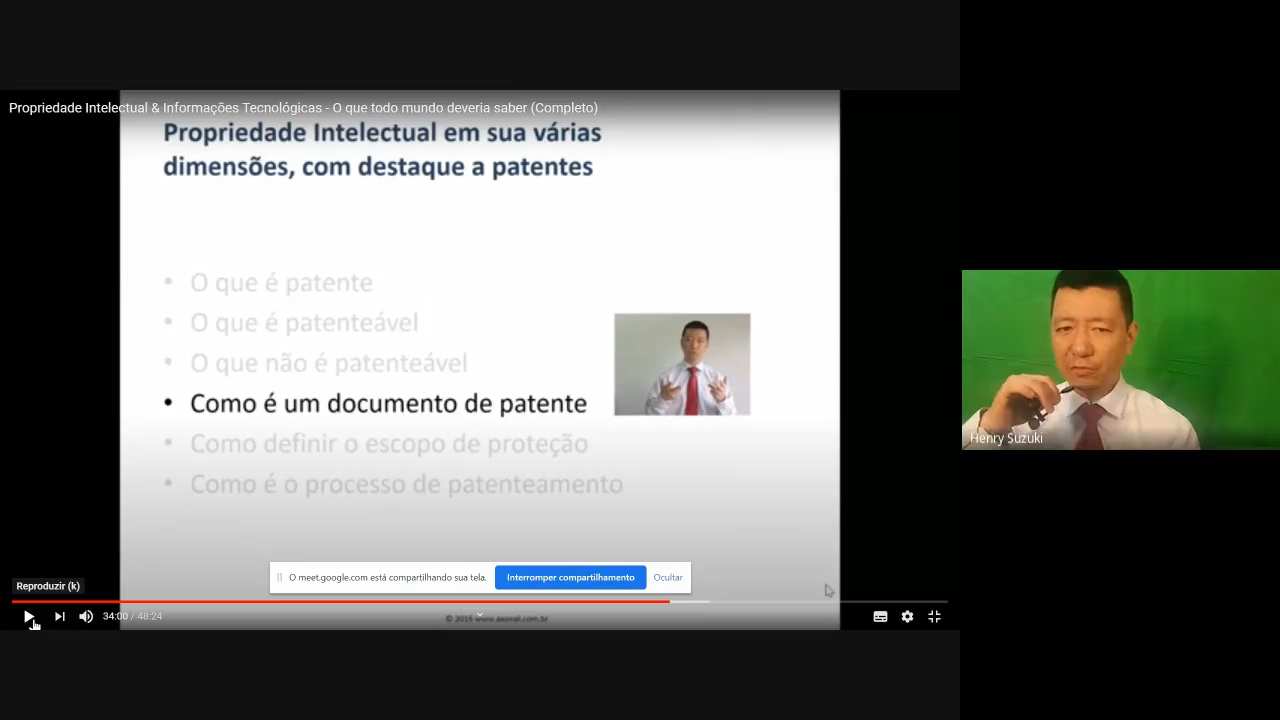 Propriedade Intelectual & Informações Tecnológicas - O que todo mundo deveria saber (Completo)
Propriedade Intelectual em sua várias
dimensões, com destaque a patentes
• O que é patente
• O que é patenteável
• O que não é patenteável
• Como é um documento de patente
• Como definir o escopo de proteção
• Como é o processo de patenteamento
Henry Suzuki
O meet.google.com está compartilhando sua tela.
Interromper compartilhamento
Ocultar
Reproduzir (k)
34:00 / 48:24
© 2016 www.axonal.com.br